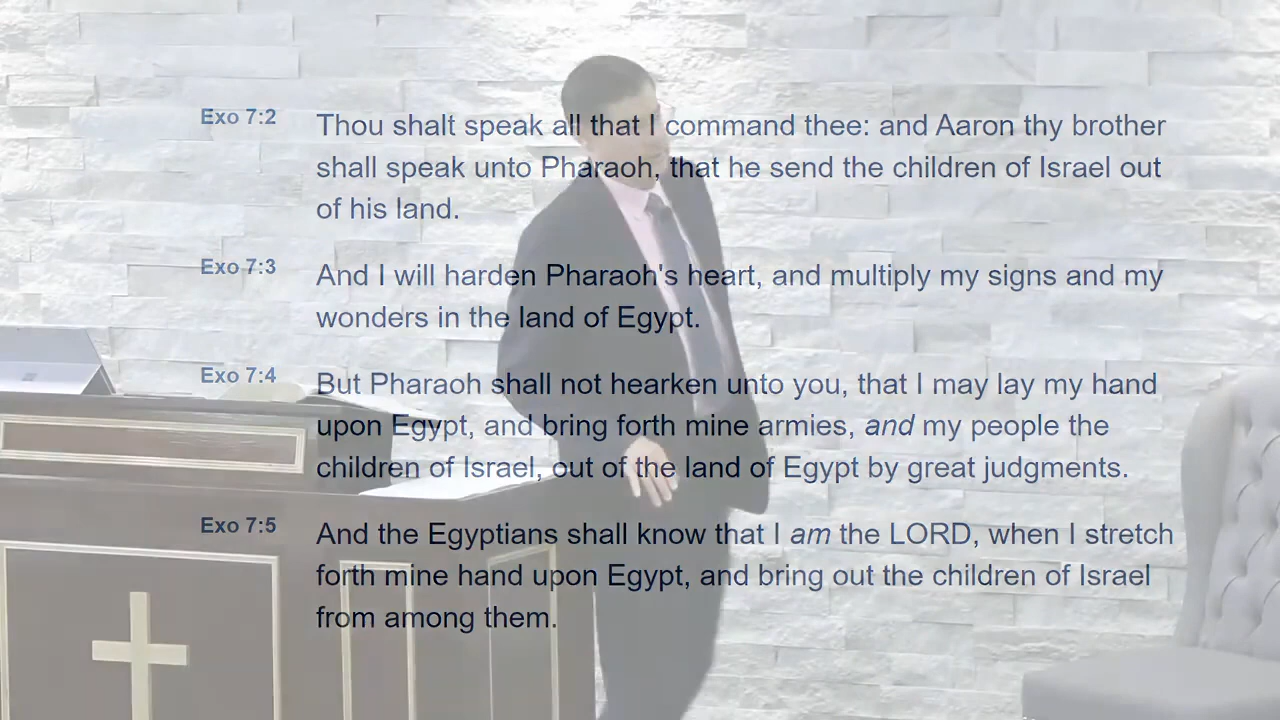 Exo 7:2 Thou shalt speak all that I command thee: and Aaron thy brother
shall speak unto Pharaoh, that he send the children of Israel out
of his land.
Exo 7:3 And I will harden Pharaoh's heart, and multiply my signs and my
wonders in the land of Egypt.
Exo 7:4 But Pharaoh shall not hearken unto you, that I may lay my hand
upon Egypt, and bring forth mine armies, and my people the
children of Israel, out of the land of Egypt by great judgments.
Exo 7:5 And the Egyptians shall know that I am the LORD, when I stretch
forth mine hand upon Egypt, and bring out the children of Israel
from among them.